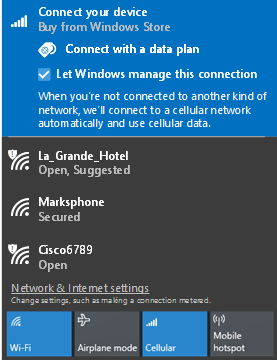 Connect your device
Buy from Windows Store
Connect with a data plan
Let Windows manage this connection
When you're not connected to another kind of
network, we'll connect to a cellular network
automatically and use cellular data.
La_Grande_Hotel
Open, Suggested
Marksphone
Secured
Cisco6789
Open
Network & Internet settings
Change settings, such as making a connection metered.
Wi-Fi
Airplane mode
Cellular
Mobile
hotspot